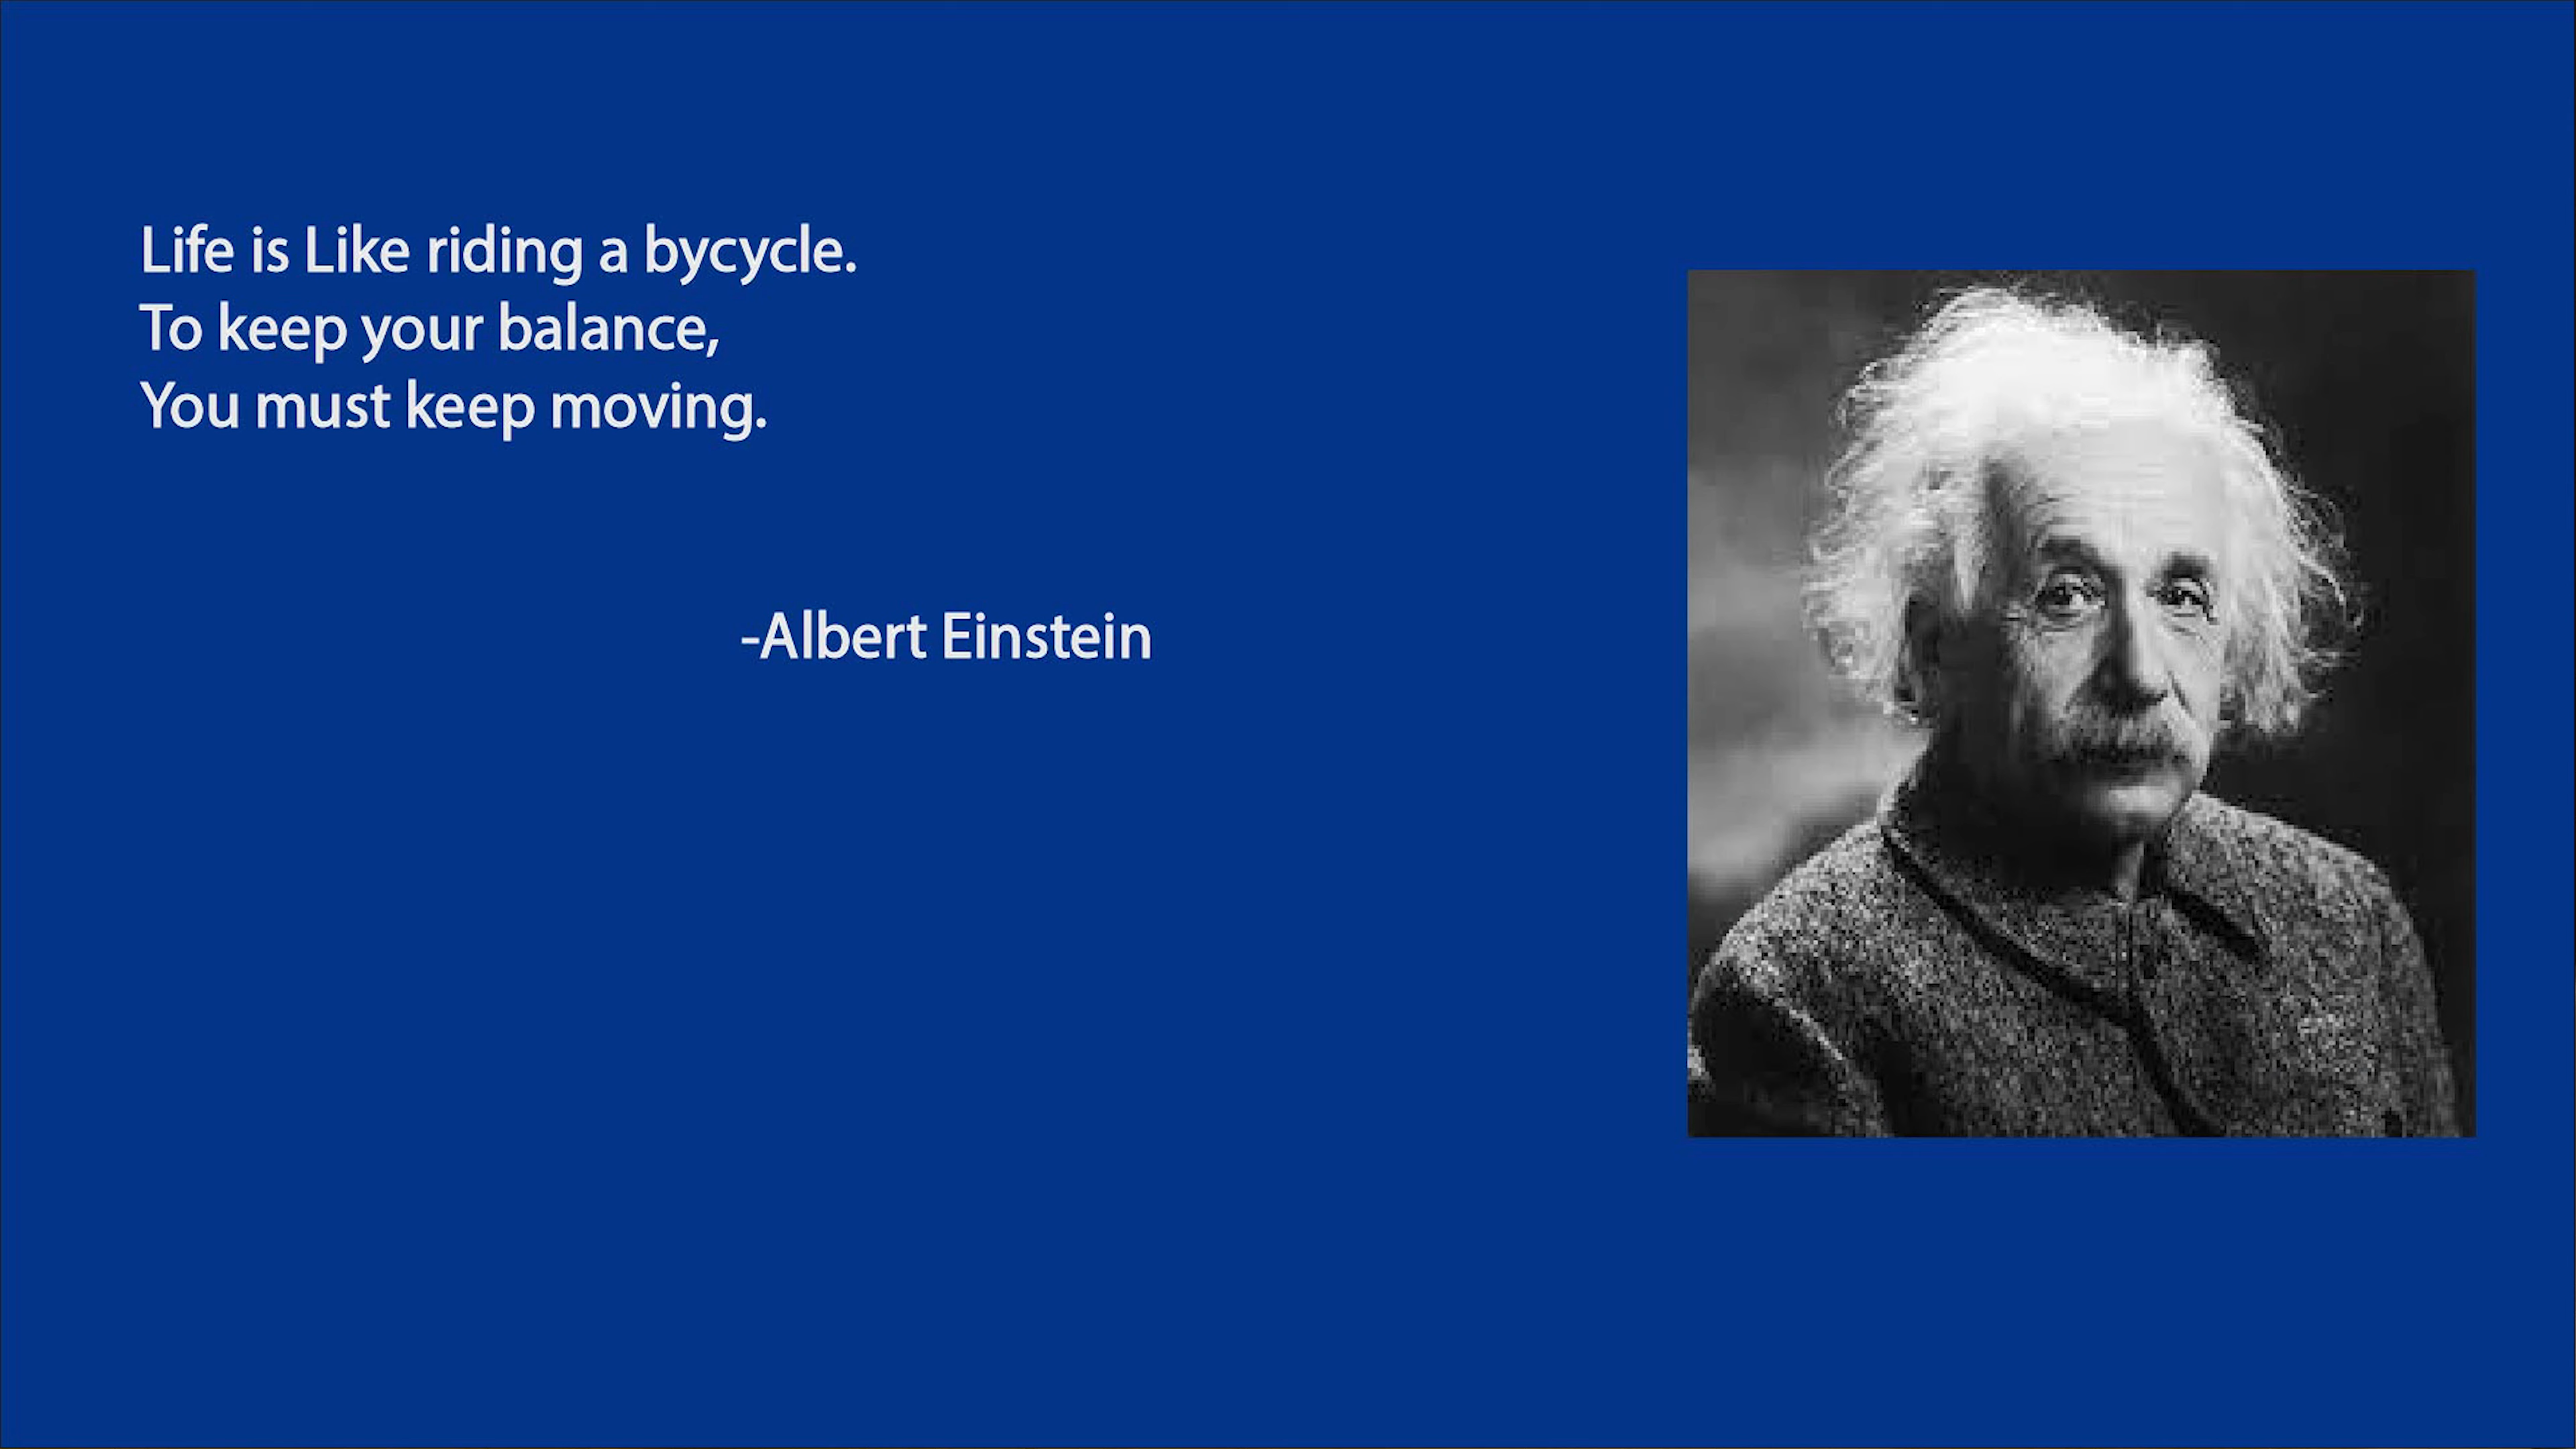 Life is Like riding a bycycle.
To keep your balance,
You must keep moving.
-Albert Einstein